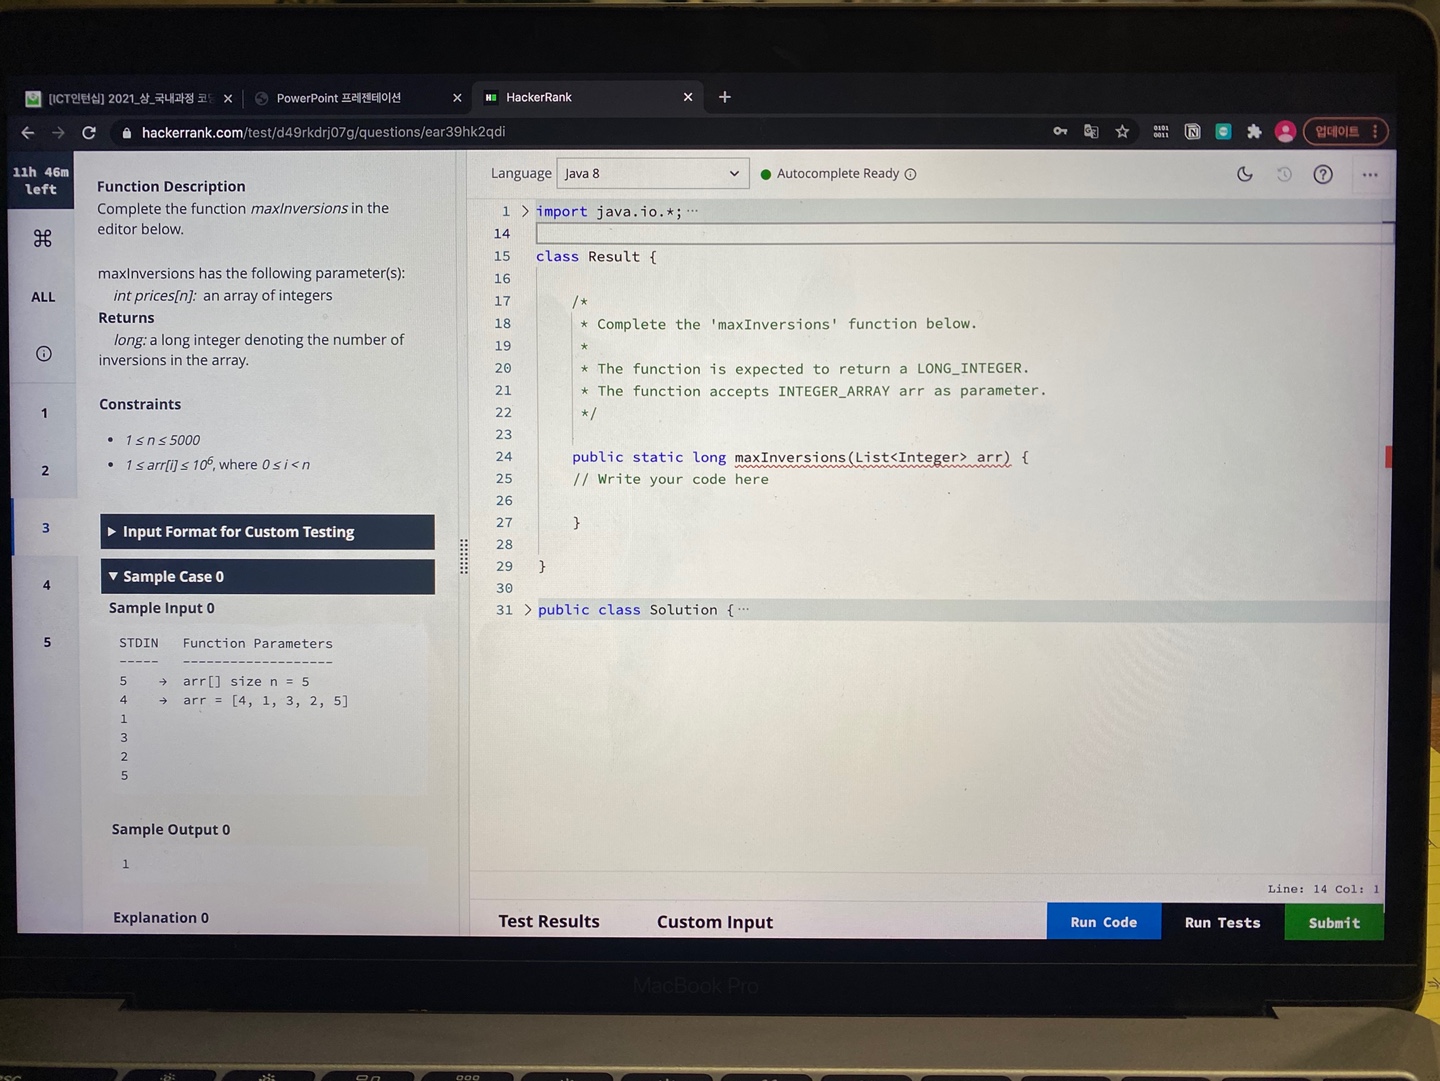 [ICT인턴십] 2021_상_국내과정 코딩
PowerPoint 프레젠테이션
HackerRank
hackerrank.com/test/d49rkdrj07g/questions/ear39hk2qdi
업데이트
11h 46m
left
ALL
1
2
3
4
5
Function Description
Complete the function maxInversions in the
editor below.
maxInversions has the following parameter(s):
int prices[n]: an array of integers
Returns
long: a long integer denoting the number of
inversions in the array.
Constraints
• 1 ≤ n ≤ 5000
• 1 ≤ arr[i] ≤ 10⁶, where 0 ≤ i < n
Input Format for Custom Testing
Sample Case 0
Sample Input 0
STDIN Function Parameters
----- -------------------
5 → arr[] size n = 5
4 → arr = [4, 1, 3, 2, 5]
1
3
2
5
Sample Output 0
1
Explanation 0
Language Java 8 Autocomplete Ready
1 import java.io.*;
14
15 class Result {
16
17 /*
18 * Complete the 'maxInversions' function below.
19 *
20 * The function is expected to return a LONG_INTEGER.
21 * The function accepts INTEGER_ARRAY arr as parameter.
22 */
23
24 public static long maxInversions(List<Integer> arr) {
25 // Write your code here
26
27 }
28
29 }
30
31 public class Solution {
Line: 14 Col: 1
Test Results Custom Input Run Code Run Tests Submit
MacBook Pro